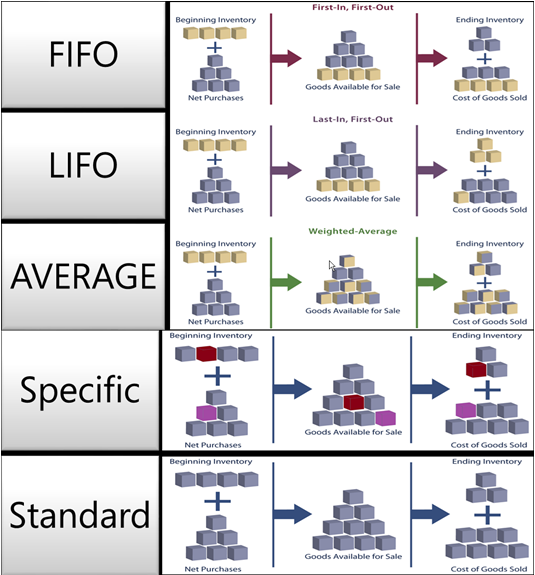 FIFO
First-In, First-Out
Beginning Inventory
+
Net Purchases
Goods Available for Sale
Ending Inventory
+
Cost of Goods Sold
LIFO
Last-In, First-Out
Beginning Inventory
+
Net Purchases
Goods Available for Sale
Ending Inventory
+
Cost of Goods Sold
AVERAGE
Weighted-Average
Beginning Inventory
+
Net Purchases
Goods Available for Sale
Ending Inventory
+
Cost of Goods Sold
Specific
Beginning Inventory
+
Net Purchases
Goods Available for Sale
Ending Inventory
+
Cost of Goods Sold
Standard
Beginning Inventory
+
Net Purchases
Goods Available for Sale
Ending Inventory
+
Cost of Goods Sold